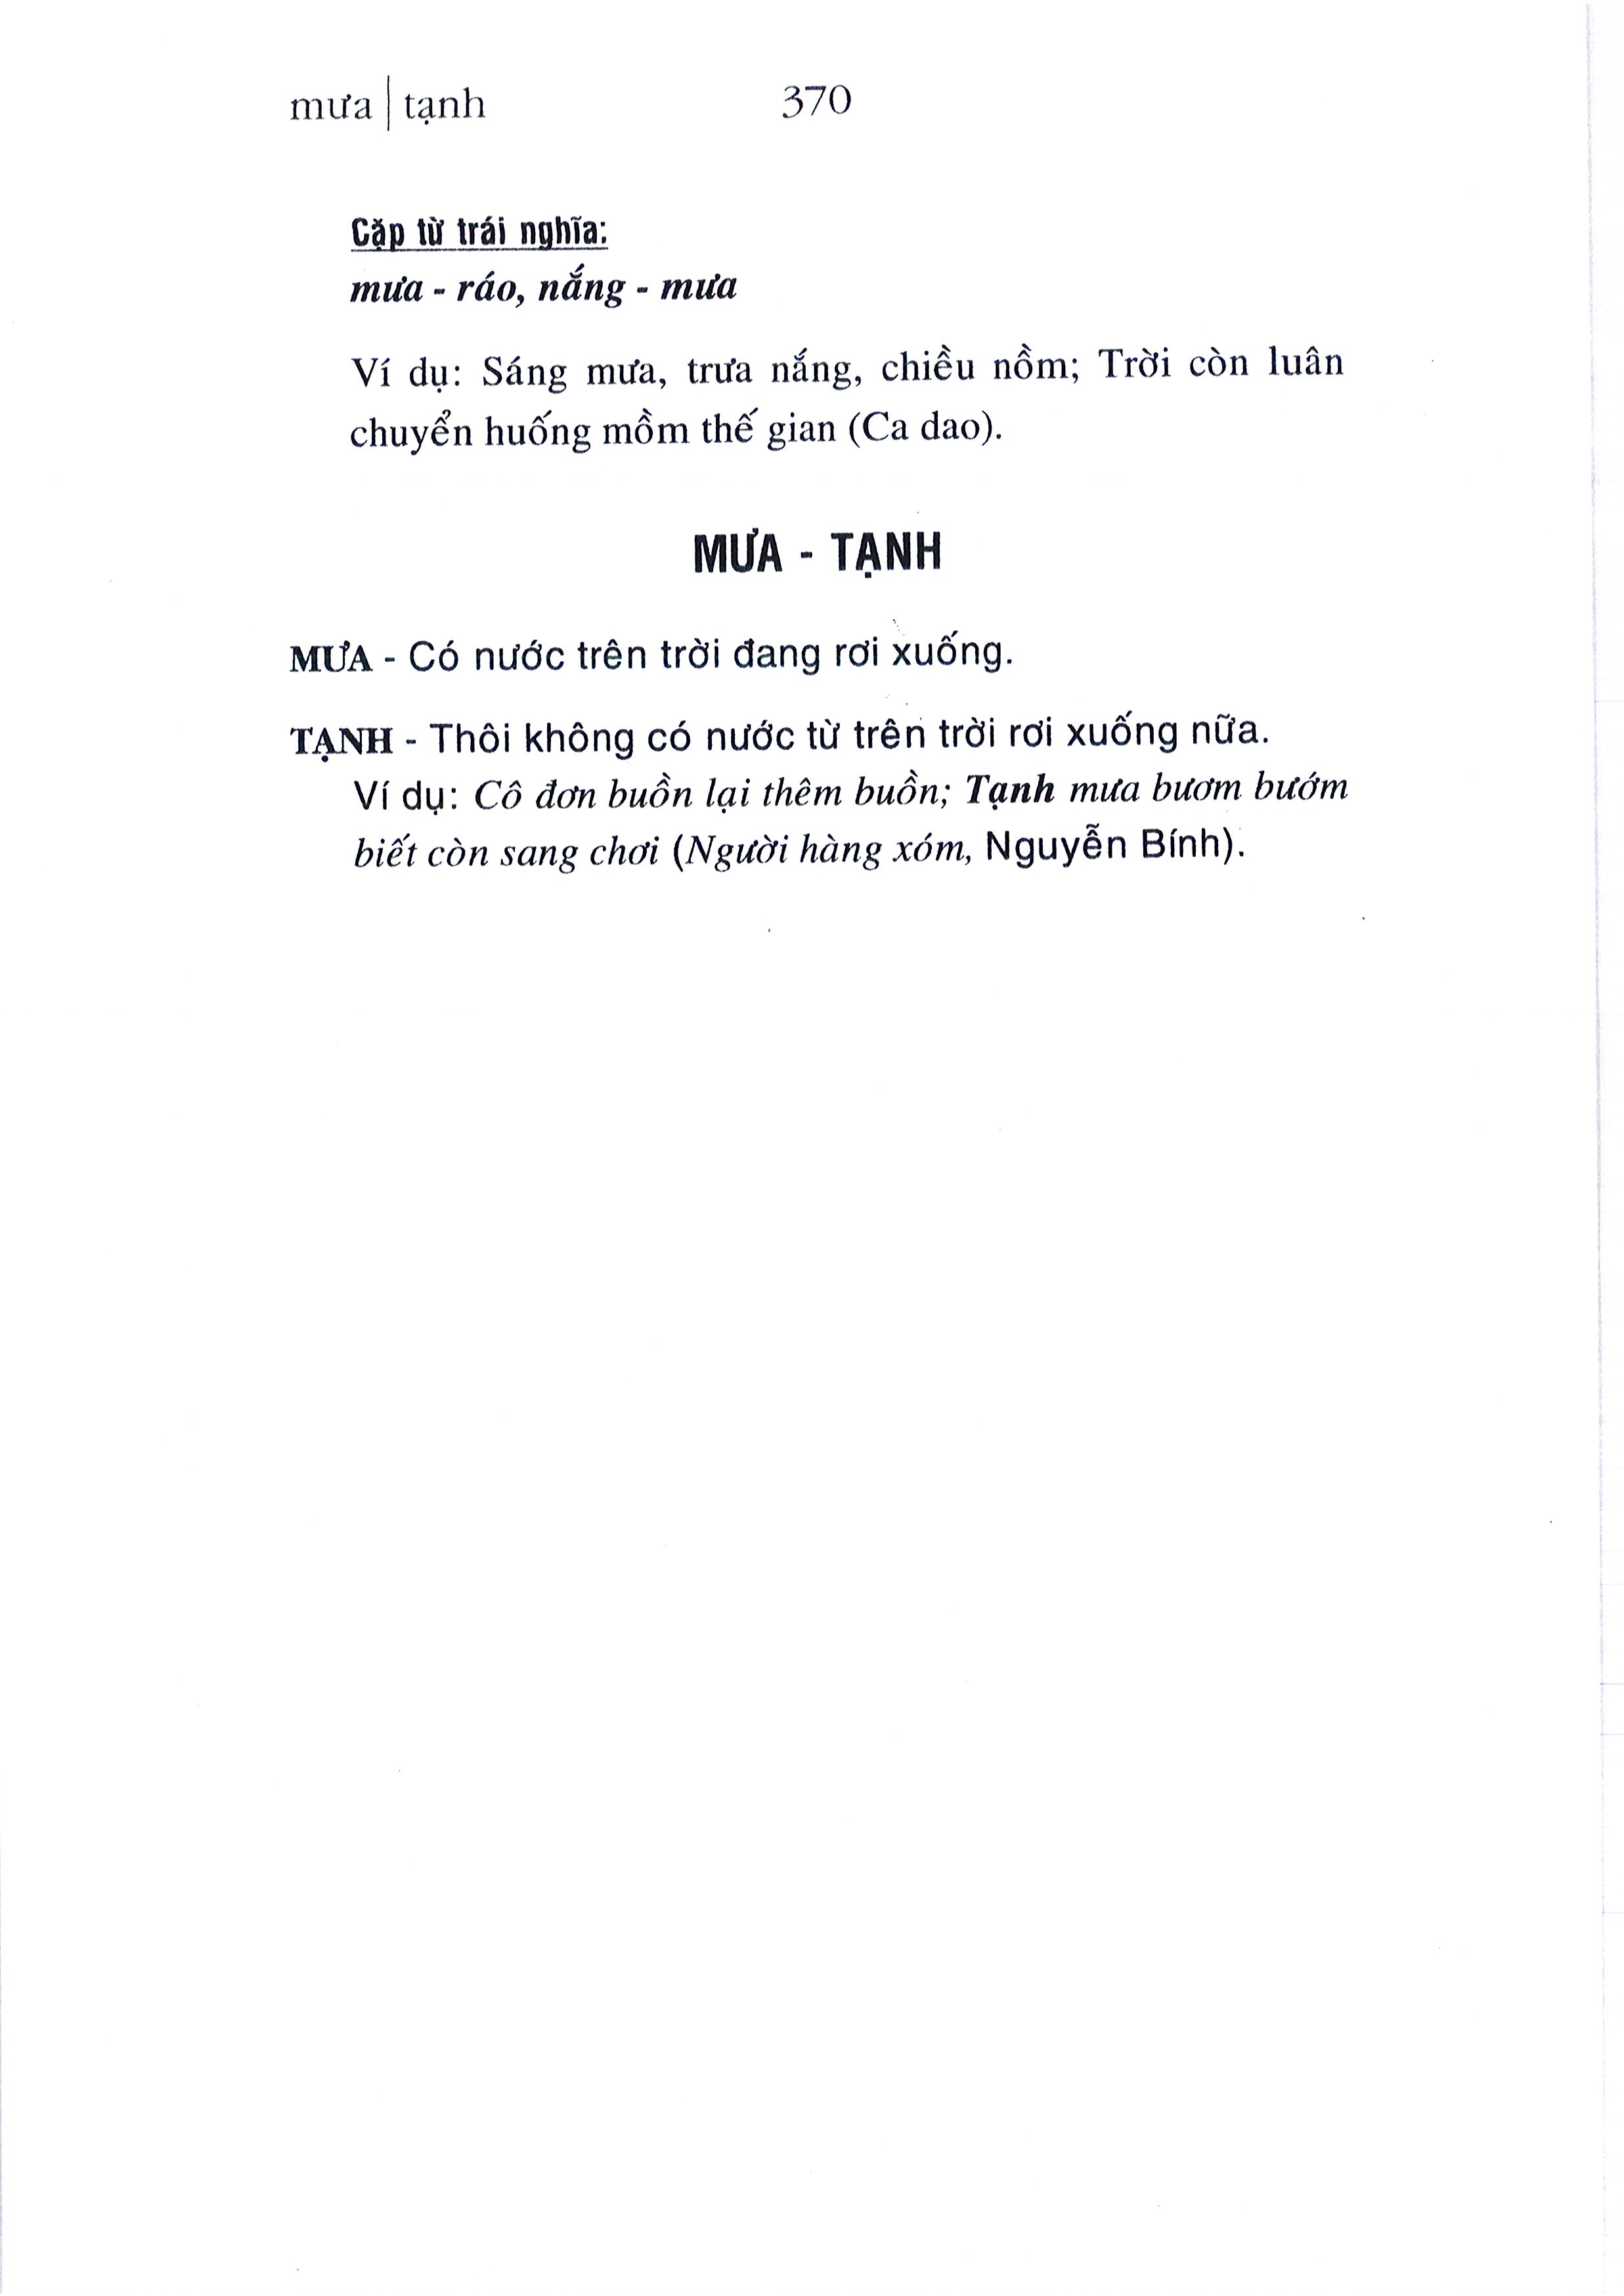 mưa | tạnh 370
Cặp từ trái nghĩa:
mưa - ráo, nắng - mưa
Ví dụ: Sáng mưa, trưa nắng, chiều nồm; Trời còn luân
chuyển huống mồm thế gian (Ca dao).
MƯA - TẠNH
MƯA - Có nước trên trời đang rơi xuống.
TẠNH - Thôi không có nước từ trên trời rơi xuống nữa.
Ví dụ: Cô đơn buồn lại thêm buồn; Tạnh mưa bươm bướm
biết còn sang chơi (Người hàng xóm, Nguyễn Bính).